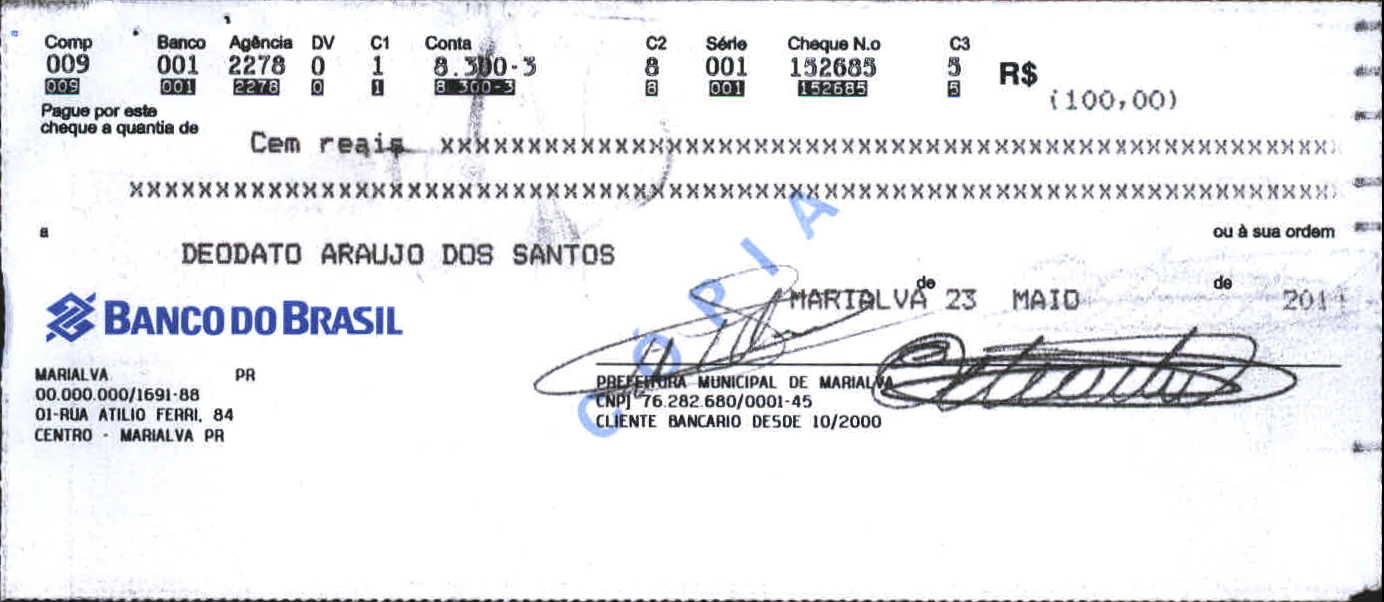 Comp Banco Agência DV C1 Conta C2 Série Cheque N.o C3
009 001 2278 0 1 8.300-3 8 001 152685 5 R$
009 001 2278 0 1 8 300-3 8 001 152685 5
(100,00)
Pague por este
cheque a quantia de
Cem reais xxxxxxxxxxxxxxxxxxxxxxxxxxxxxxxxxxxxxxxxxxxxxxxxxxxx
xxxxxxxxxxxxxxxxxxxxxxxxxxxxxxxxxxxxxxxxxxxxxxxxxxxxxxxxxxxxxxxxxxxxx
a ou à sua ordem
DEODATO ARAUJO DOS SANTOS
CÓPIA
MARIALVA de 23 MAIO de
BANCO DO BRASIL
MARIALVA PR
00.000.000/1691-88
01-RUA ATILIO FERRI, 84
CENTRO - MARIALVA PR
PREFEITURA MUNICIPAL DE MARIALVA
CNPJ 76.282.680/0001-45
CLIENTE BANCARIO DESDE 10/2000